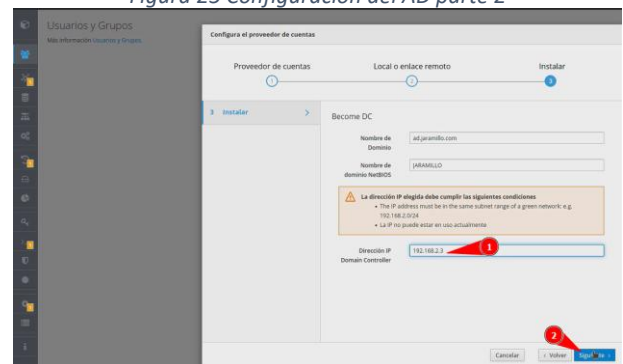 Figura 25 Configuración del AD parte 2
Usuarios y Grupos
Más información Usuarios y Grupos
Configura el proveedor de cuentas
Proveedor de cuentas
Local o enlace remoto
Instalar
1
2
3
3 Instalar
Become DC
Nombre de Dominio
ad.jaramillo.com
Nombre de dominio NetBIOS
JARAMILLO
La dirección IP elegida debe cumplir las siguientes condiciones
The IP address must be in the same subnet range of a green network: e.g.
192.168.2.0/24
La IP no puede estar en uso actualmente
Dirección IP
Domain Controller
192.168.2.3
1
2
Cancelar
‹ Volver
Siguiente ›